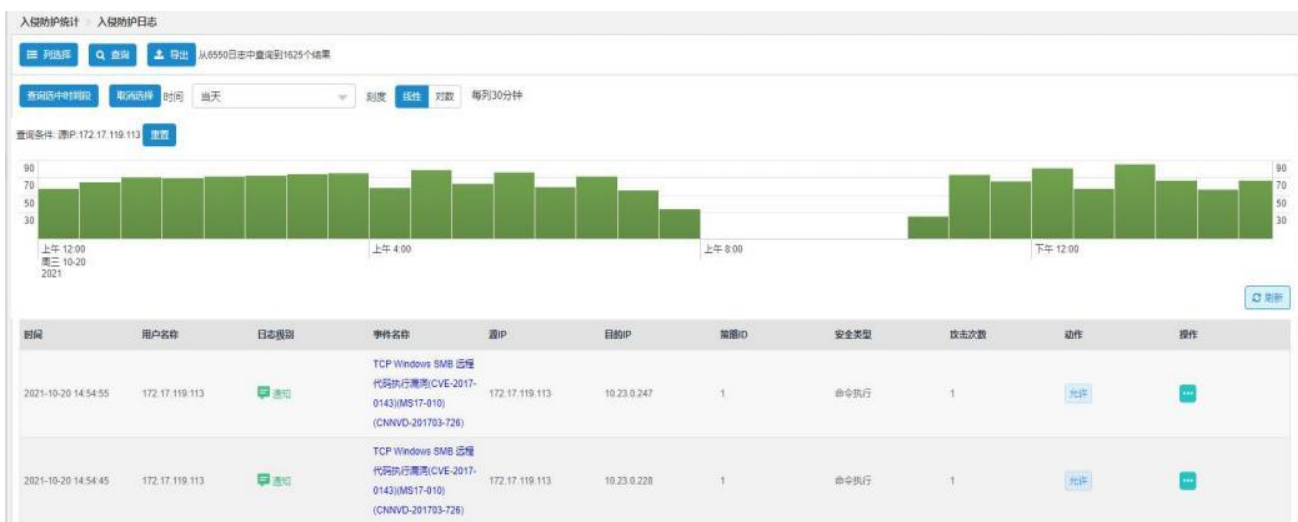 入侵防护统计 > 入侵防护日志
列选择 查询 导出 从6550日志中查询到1625个结果
查询选中时间段 取消选择 时间 当天 刻度 线性 对数 每列30分钟
查询条件: 源IP:172.17.119.113 重置
90 90
70 70
50 50
30 30
上午 12:00 上午 4:00 上午 8:00 下午 12:00
周三 10-20
2021
刷新
时间 用户名称 日志级别 事件名称 源IP 目的IP 策略ID 安全类型 攻击次数 动作 操作
TCP Windows SMB 远程
代码执行漏洞(CVE-2017-
2021-10-20 14:54:55 172.17.119.113 通知 0143)(MS17-010) 172.17.119.113 10.23.0.247 1 命令执行 1 允许
(CNNVD-201703-726)
TCP Windows SMB 远程
代码执行漏洞(CVE-2017-
2021-10-20 14:54:45 172.17.119.113 通知 0143)(MS17-010) 172.17.119.113 10.23.0.228 1 命令执行 1 允许
(CNNVD-201703-726)